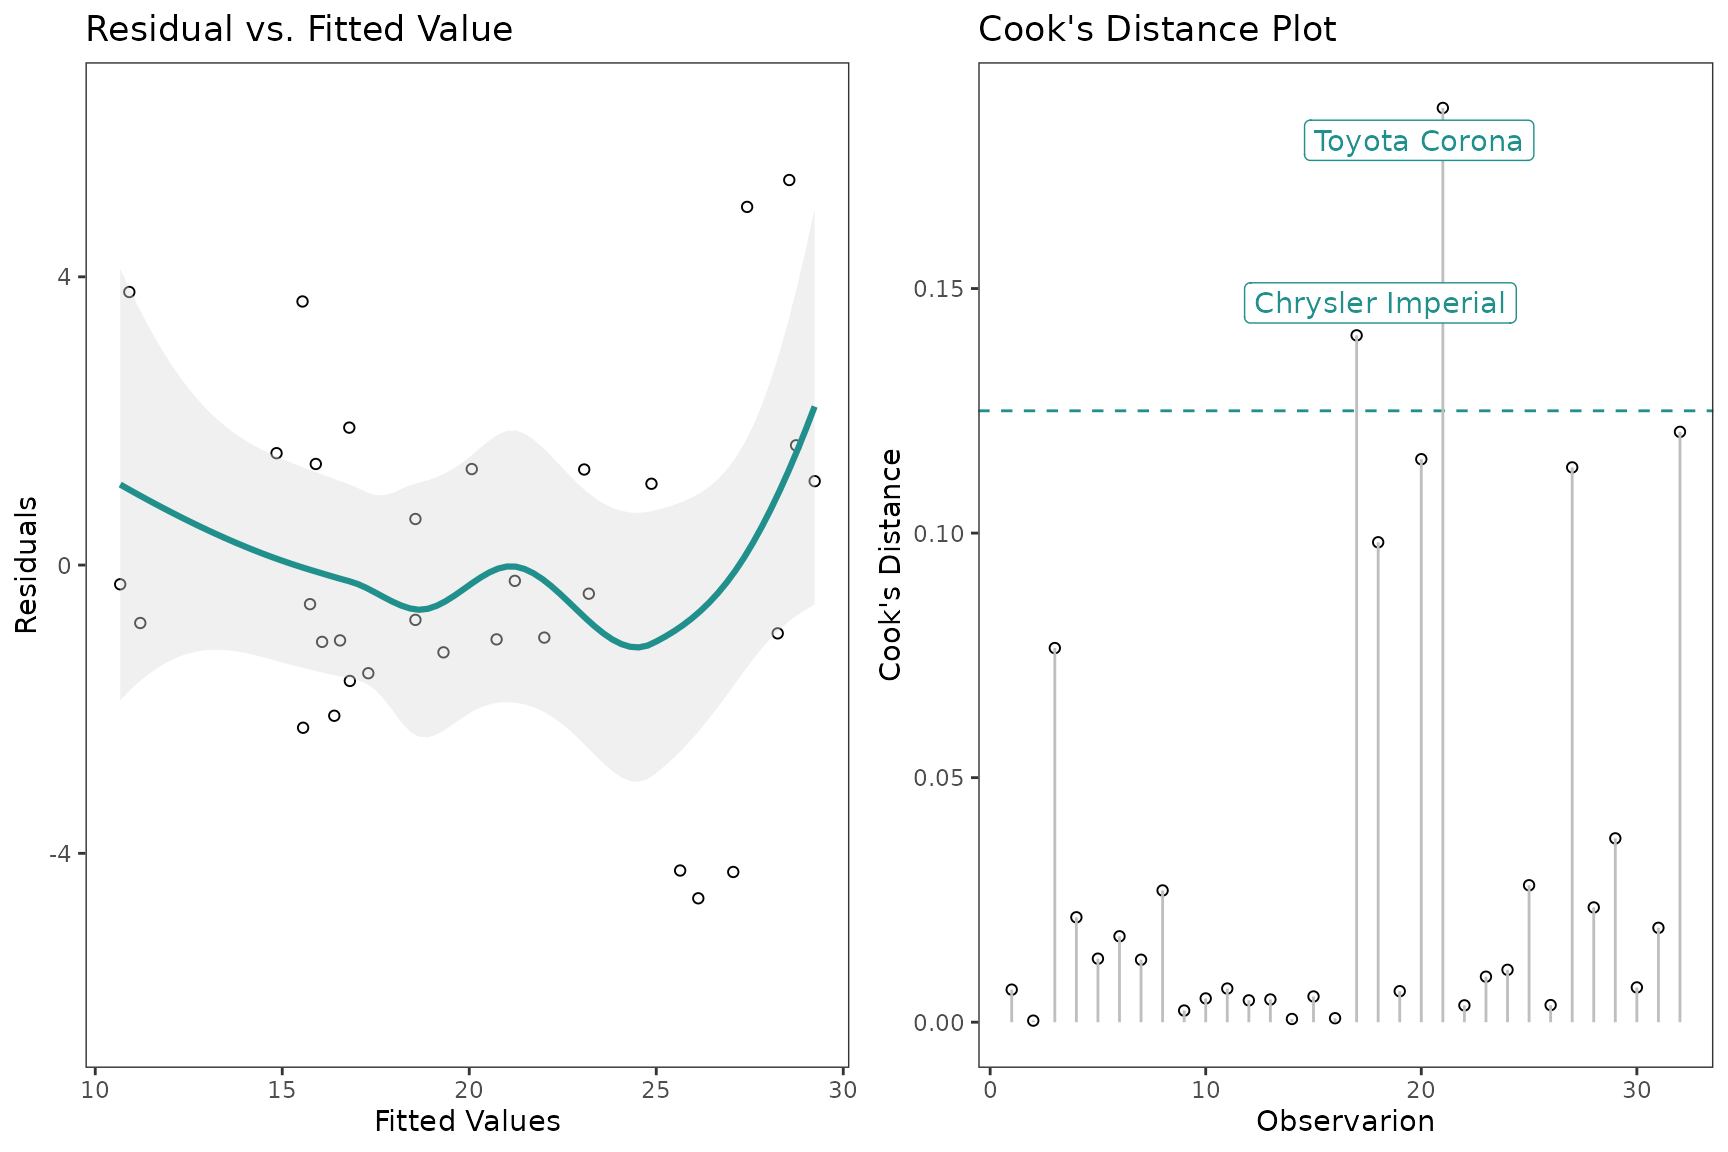 Residual vs. Fitted Value
4
0
-4
Residuals
10 15 20 25 30
Fitted Values
Cook's Distance Plot
Toyota Corona
Chrysler Imperial
0.15
0.10
0.05
0.00
Cook's Distance
0 10 20 30
Observarion